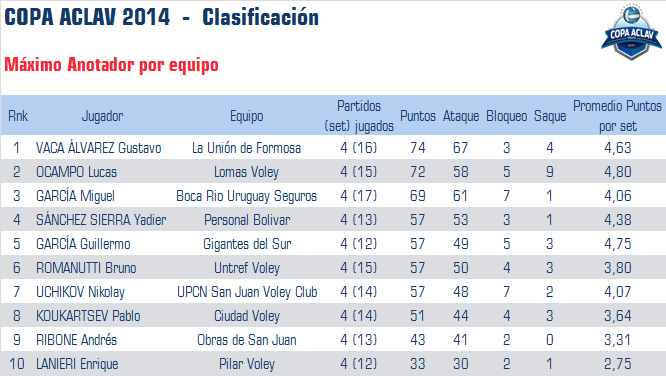 COPA ACLAV 2014 - Clasificación
COPA ACLAV
Máximo Anotador por equipo
Rnk Jugador Equipo Partidos (set) jugados Puntos Ataque Bloqueo Saque Promedio Puntos por set
1 VACA ÁLVAREZ Gustavo La Unión de Formosa 4 (16) 74 67 3 4 4,63
2 OCAMPO Lucas Lomas Voley 4 (15) 72 58 5 9 4,80
3 GARCÍA Miguel Boca Rio Uruguay Seguros 4 (17) 69 61 7 1 4,06
4 SÁNCHEZ SIERRA Yadier Personal Bolivar 4 (13) 57 53 3 1 4,38
5 GARCÍA Guillermo Gigantes del Sur 4 (12) 57 49 5 3 4,75
6 ROMANUTTI Bruno Untref Voley 4 (15) 57 50 4 3 3,80
7 UCHIKOV Nikolay UPCN San Juan Voley Club 4 (14) 57 48 7 2 4,07
8 KOUKARTSEV Pablo Ciudad Voley 4 (14) 51 44 4 3 3,64
9 RIBONE Andrés Obras de San Juan 4 (13) 43 41 2 0 3,31
10 LANIERI Enrique Pilar Voley 4 (12) 33 30 2 1 2,75